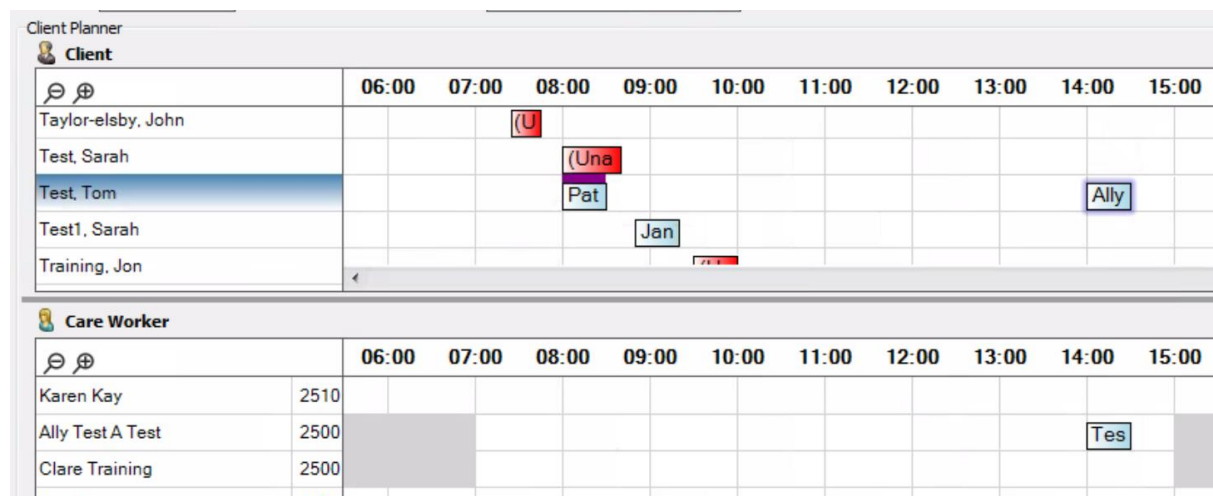 Client Planner
Client
06:00 07:00 08:00 09:00 10:00 11:00 12:00 13:00 14:00 15:00
Taylor-elsby, John (U
Test, Sarah (Una
Test, Tom Pat Ally
Test1, Sarah Jan
Training, Jon
Care Worker
06:00 07:00 08:00 09:00 10:00 11:00 12:00 13:00 14:00 15:00
Karen Kay 2510
Ally Test A Test 2500 Tes
Clare Training 2500